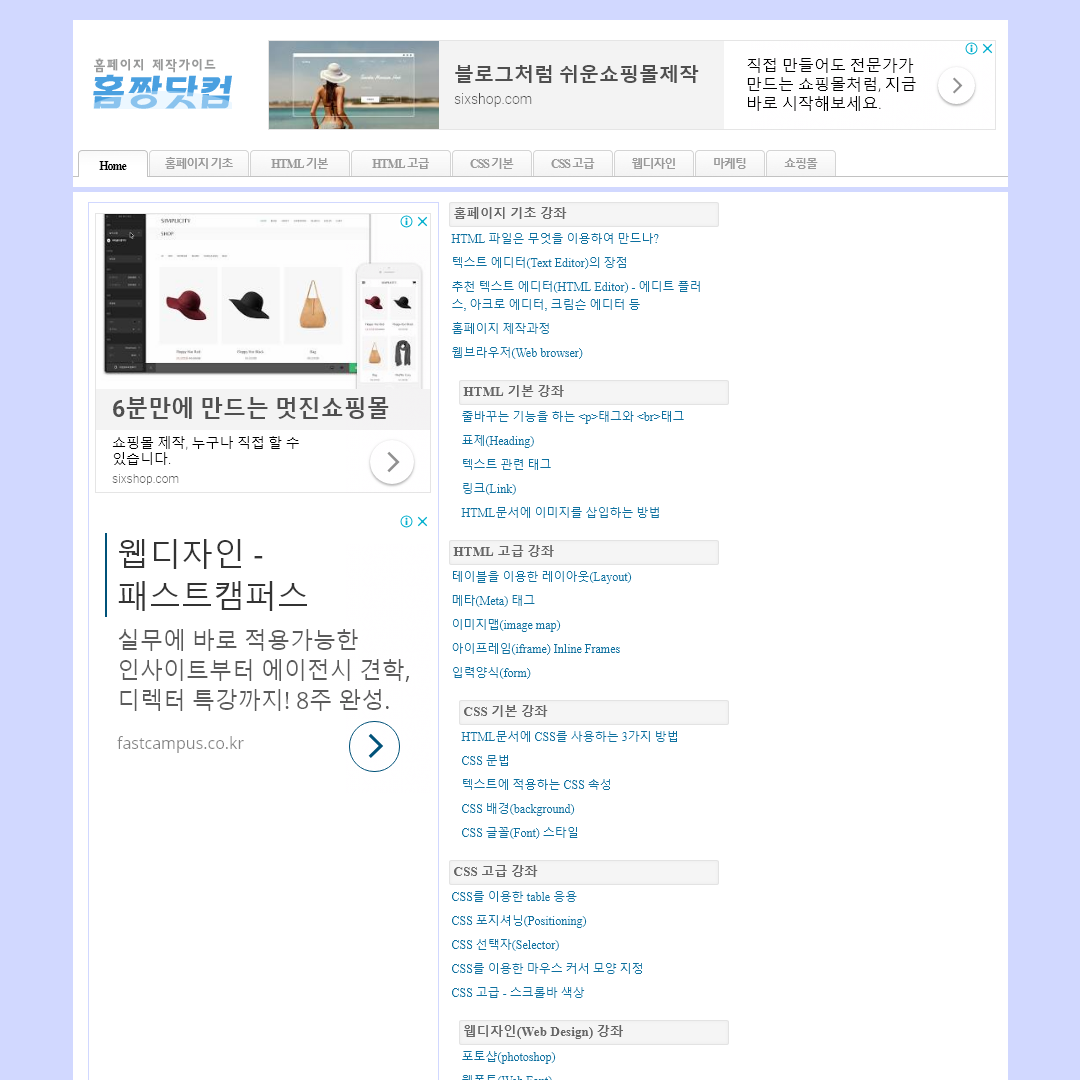 홈페이지 제작가이드
홈짱닷컴
블로그처럼 쉬운쇼핑몰제작
sixshop.com
직접 만들어도 전문가가
만드는 쇼핑몰처럼, 지금
바로 시작해보세요.
Home
홈페이지 기초
HTML 기본
HTML 고급
CSS 기본
CSS 고급
웹디자인
마케팅
쇼핑몰
SIMPLICITY
SHOP
6분만에 만드는 멋진쇼핑몰
쇼핑몰 제작, 누구나 직접 할 수
있습니다.
sixshop.com
웹디자인 -
패스트캠퍼스
실무에 바로 적용가능한
인사이트부터 에이전시 견학,
디렉터 특강까지! 8주 완성.
fastcampus.co.kr
홈페이지 기초 강좌
HTML 파일은 무엇을 이용하여 만드나?
텍스트 에디터(Text Editor)의 장점
추천 텍스트 에디터(HTML Editor) - 에디트 플러
스, 아크로 에디터, 크림슨 에디터 등
홈페이지 제작과정
웹브라우저(Web browser)
HTML 기본 강좌
줄바꾸는 기능을 하는 <p>태그와 <br>태그
표제(Heading)
텍스트 관련 태그
링크(Link)
HTML문서에 이미지를 삽입하는 방법
HTML 고급 강좌
테이블을 이용한 레이아웃(Layout)
메타(Meta) 태그
이미지맵(image map)
아이프레임(iframe) Inline Frames
입력양식(form)
CSS 기본 강좌
HTML문서에 CSS를 사용하는 3가지 방법
CSS 문법
텍스트에 적용하는 CSS 속성
CSS 배경(background)
CSS 글꼴(Font) 스타일
CSS 고급 강좌
CSS를 이용한 table 응용
CSS 포지셔닝(Positioning)
CSS 선택자(Selector)
CSS를 이용한 마우스 커서 모양 지정
CSS 고급 - 스크롤바 색상
웹디자인(Web Design) 강좌
포토샵(photoshop)
웹폰트(Web Font)